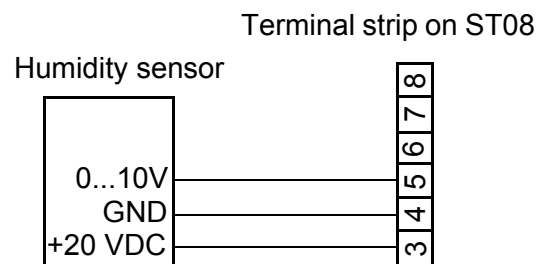 Terminal strip on ST08
Humidity sensor
8
7
6
0...10V 5
GND 4
+20 VDC 3